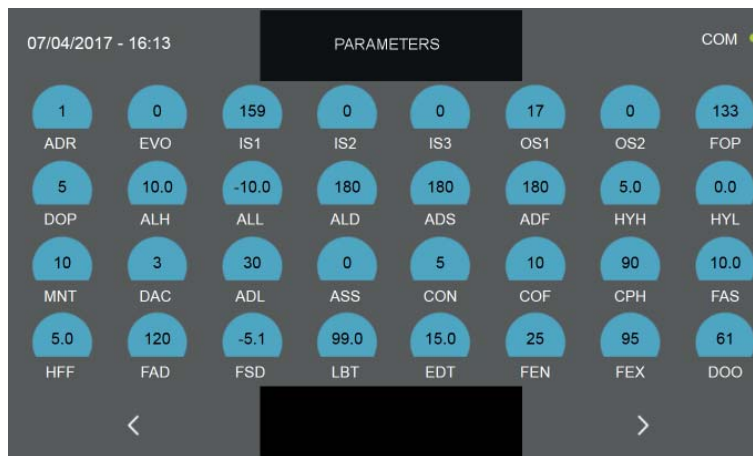 07/04/2017 - 16:13 PARAMETERS COM
1 0 159 0 0 17 0 133
ADR EVO IS1 IS2 IS3 OS1 OS2 FOP
5 10.0 -10.0 180 180 180 5.0 0.0
DOP ALH ALL ALD ADS ADF HYH HYL
10 3 30 0 5 10 90 10.0
MNT DAC ADL ASS CON COF CPH FAS
5.0 120 -5.1 99.0 15.0 25 95 61
HFF FAD FSD LBT EDT FEN FEX DOO